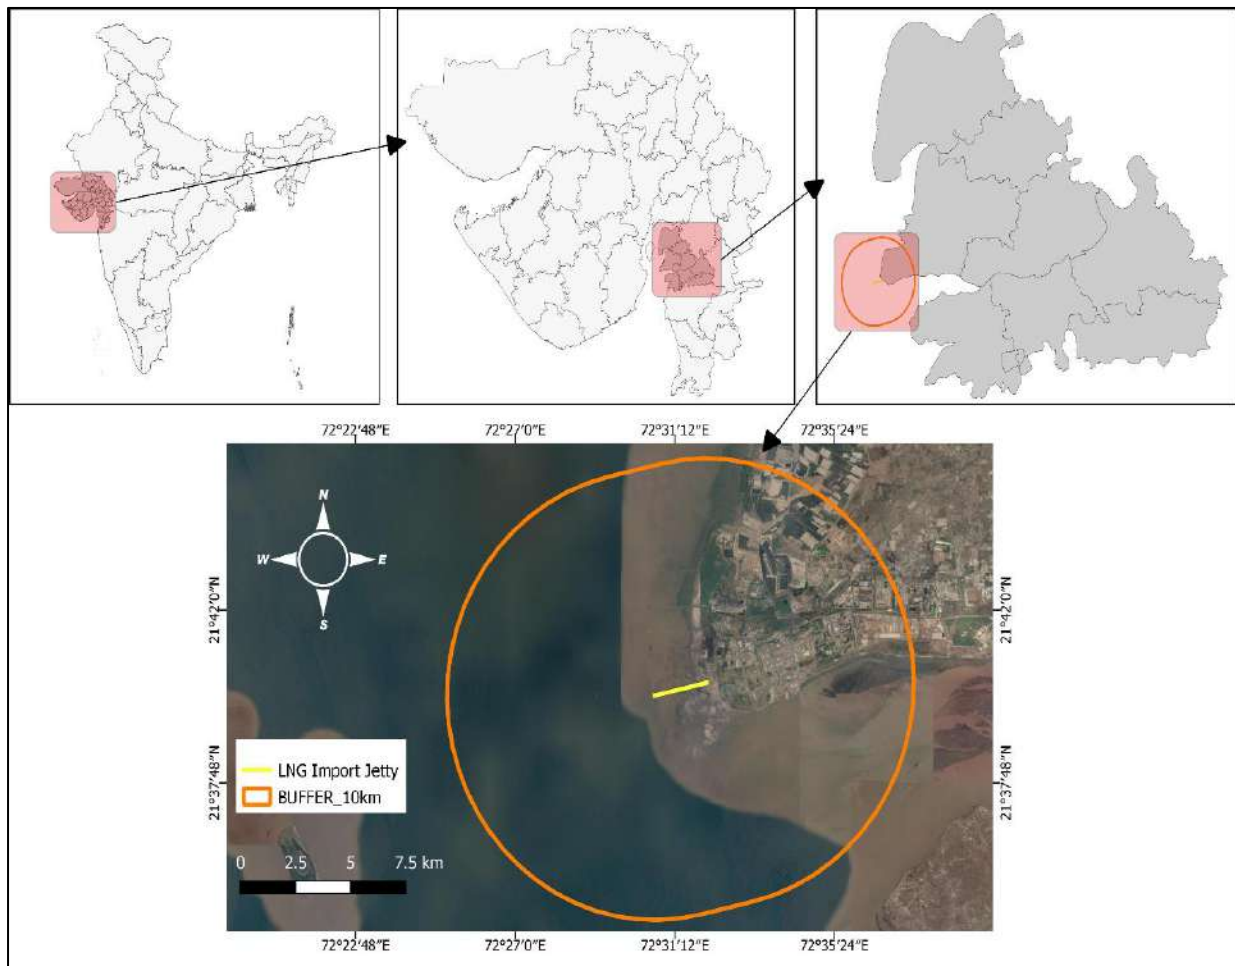 72°22'48"E 72°27'0"E 72°31'12"E 72°35'24"E
N
W E
S
21°42'0"N 21°42'0"N
21°37'48"N 21°37'48"N
LNG Import Jetty
BUFFER_10km
0 2.5 5 7.5 km
72°22'48"E 72°27'0"E 72°31'12"E 72°35'24"E